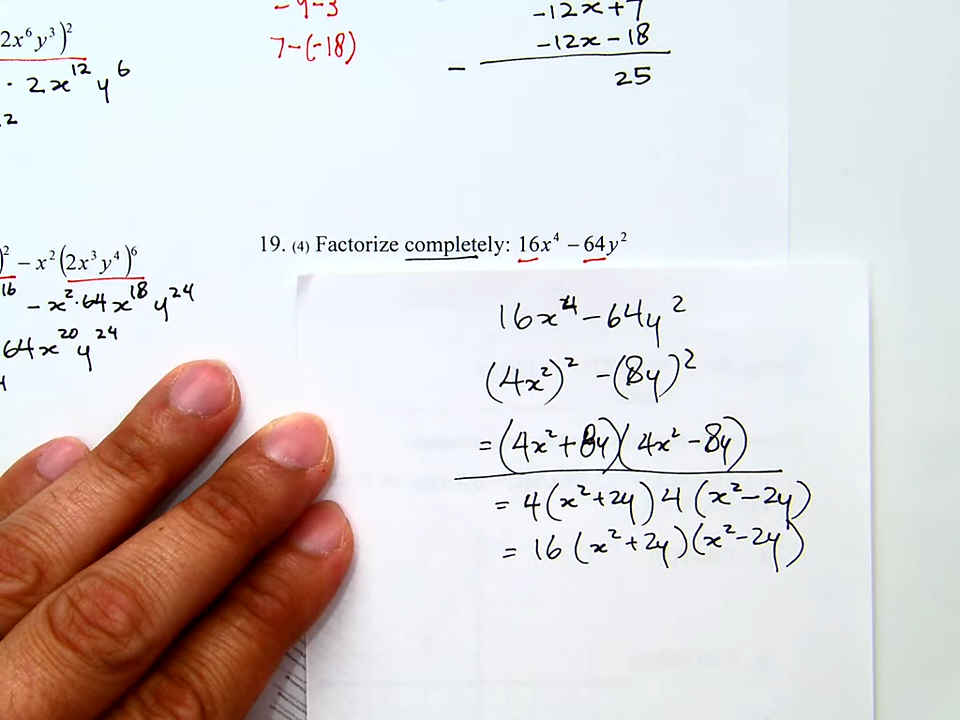 2x⁶y³)²
· 2x¹²y⁶
2
7-(-18)
-12x+7
-12x-18
-
25
² − x²(2x³y⁴)⁶
16
-x²·64x¹⁸y²⁴
64x²⁰y²⁴
4
19. (4) Factorize completely: 16x⁴ − 64y²
16x⁴-64y²
(4x²)² -(8y)²
=(4x²+8y)(4x²-8y)
=4(x²+2y)4(x²-2y)
=16(x²+2y)(x²-2y)